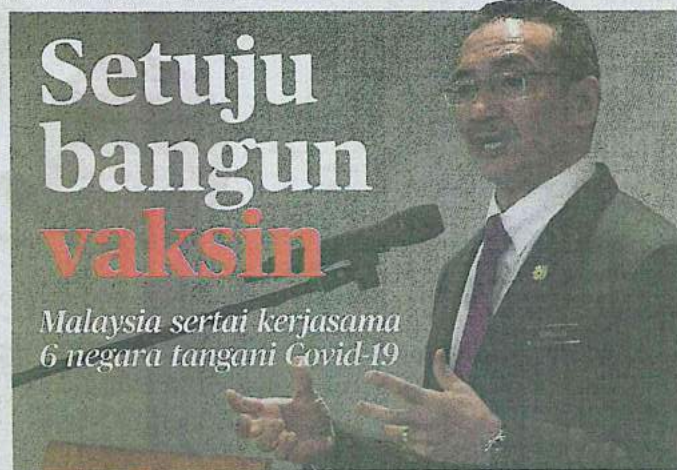 Setuju
bangun
vaksin
Malaysia sertai kerjasama
6 negara tangani Covid-19